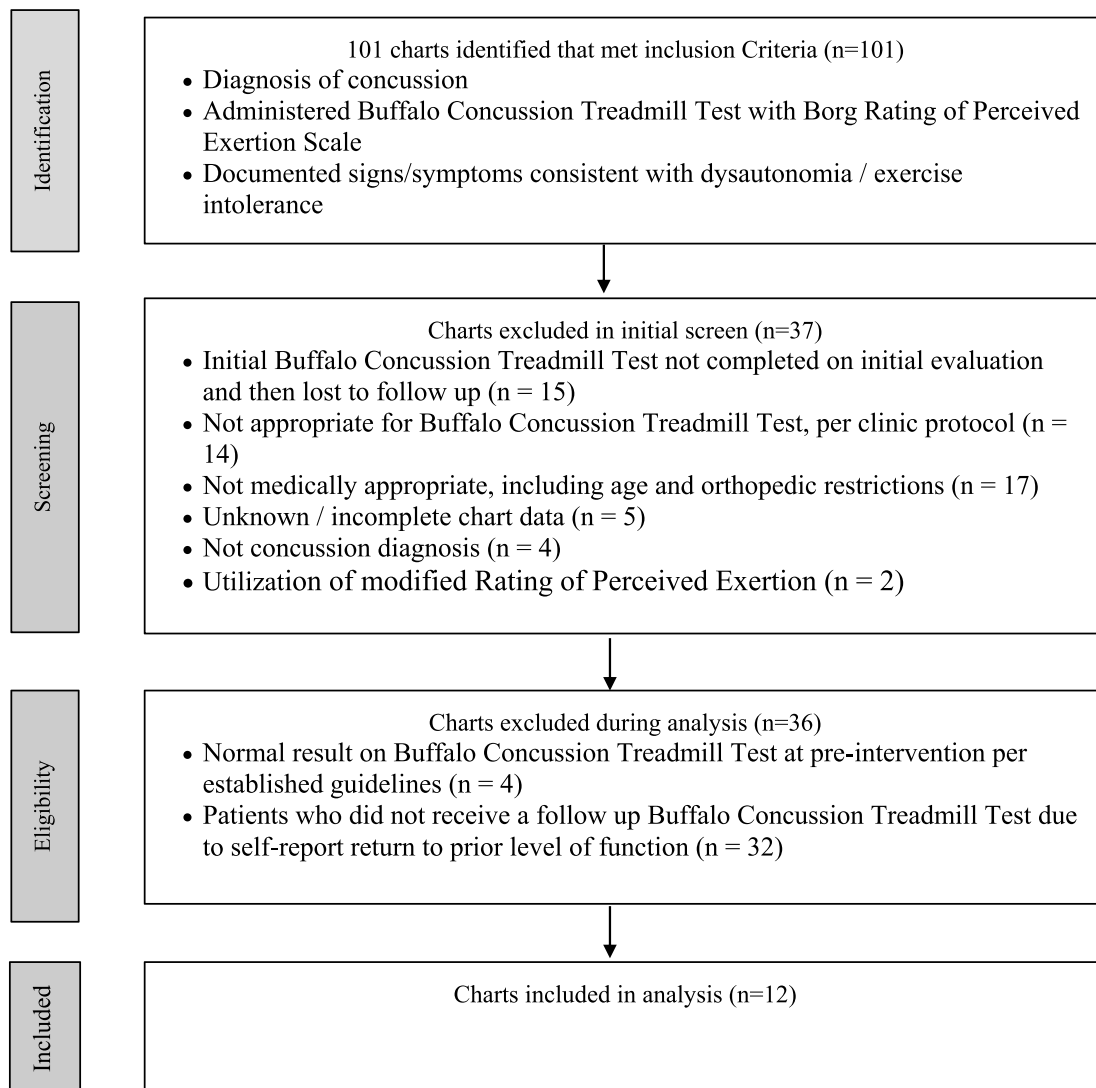 Identification
101 charts identified that met inclusion Criteria (n=101)
• Diagnosis of concussion
• Administered Buffalo Concussion Treadmill Test with Borg Rating of Perceived
Exertion Scale
• Documented signs/symptoms consistent with dysautonomia / exercise
intolerance
Screening
Charts excluded in initial screen (n=37)
• Initial Buffalo Concussion Treadmill Test not completed on initial evaluation
and then lost to follow up (n = 15)
• Not appropriate for Buffalo Concussion Treadmill Test, per clinic protocol (n =
14)
• Not medically appropriate, including age and orthopedic restrictions (n = 17)
• Unknown / incomplete chart data (n = 5)
• Not concussion diagnosis (n = 4)
• Utilization of modified Rating of Perceived Exertion (n = 2)
Eligibility
Charts excluded during analysis (n=36)
• Normal result on Buffalo Concussion Treadmill Test at pre-intervention per
established guidelines (n = 4)
• Patients who did not receive a follow up Buffalo Concussion Treadmill Test due
to self-report return to prior level of function (n = 32)
Included
Charts included in analysis (n=12)